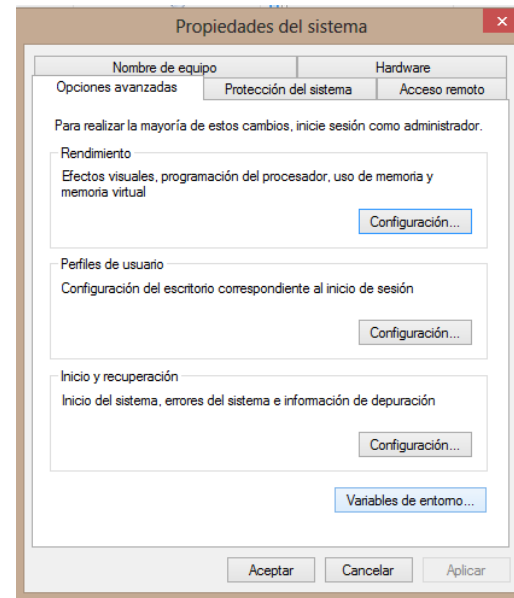 Propiedades del sistema
Nombre de equipo
Hardware
Opciones avanzadas
Protección del sistema
Acceso remoto
Para realizar la mayoría de estos cambios, inicie sesión como administrador.
Rendimiento
Efectos visuales, programación del procesador, uso de memoria y
memoria virtual
Configuración...
Perfiles de usuario
Configuración del escritorio correspondiente al inicio de sesión
Configuración...
Inicio y recuperación
Inicio del sistema, errores del sistema e información de depuración
Configuración...
Variables de entorno...
Aceptar
Cancelar
Aplicar